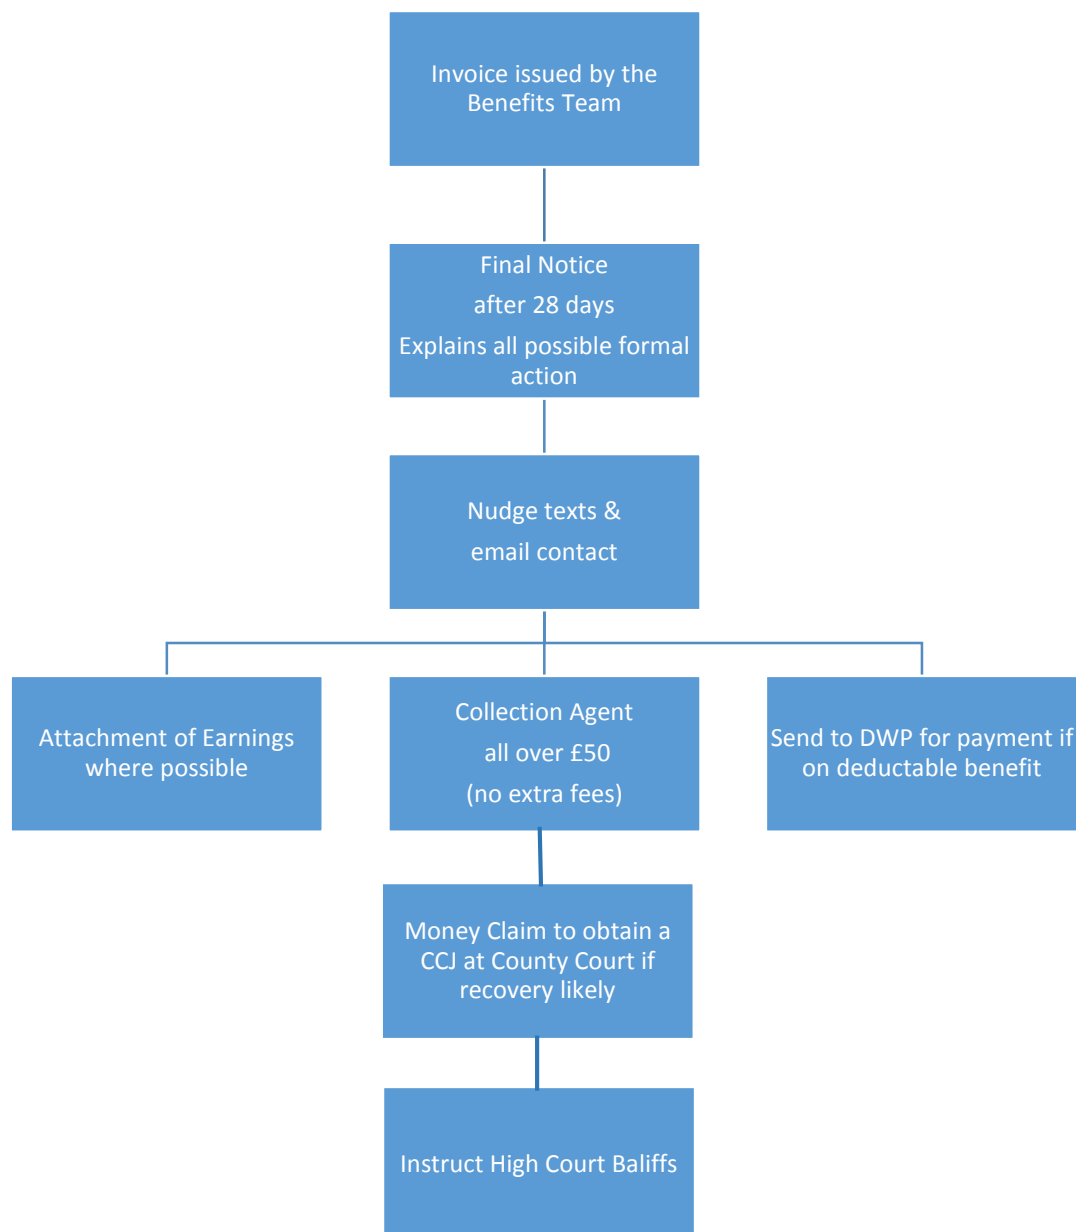 Invoice issued by the
Benefits Team
Final Notice
after 28 days
Explains all possible formal
action
Nudge texts &
email contact
Attachment of Earnings
where possible
Collection Agent
all over £50
(no extra fees)
Send to DWP for payment if
on deductable benefit
Money Claim to obtain a
CCJ at County Court if
recovery likely
Instruct High Court Baliffs